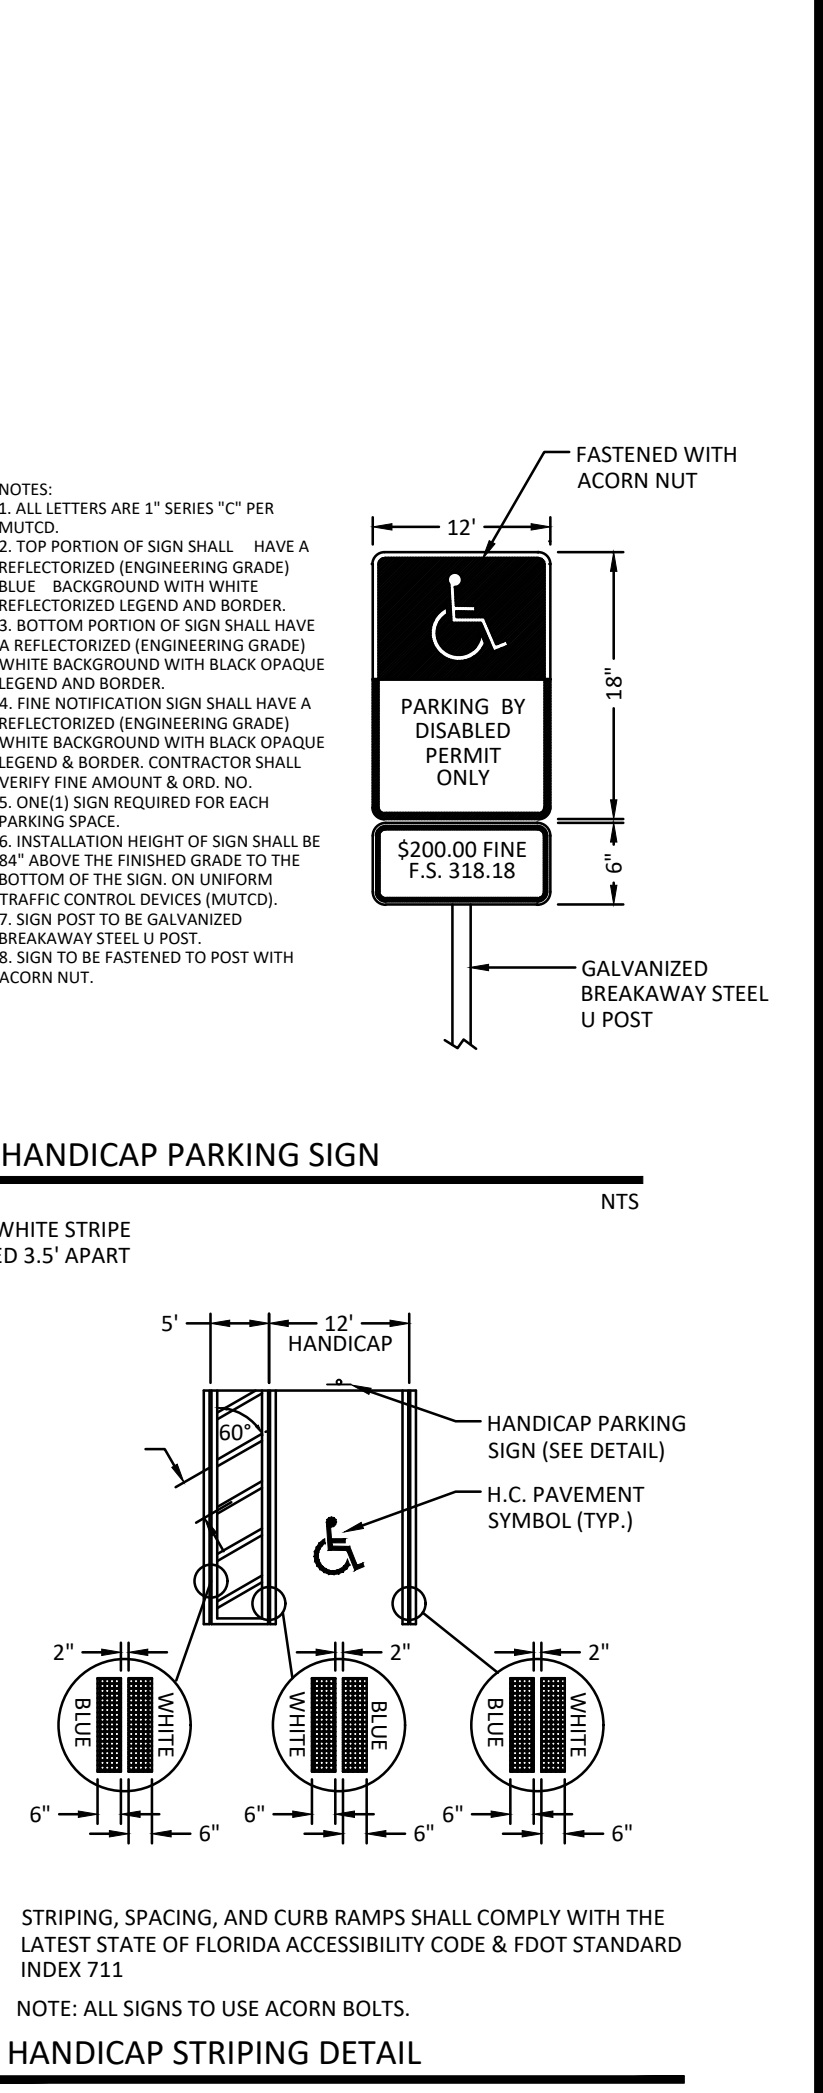 NOTES:
1. ALL LETTERS ARE 1" SERIES "C" PER
MUTCD.
2. TOP PORTION OF SIGN SHALL HAVE A
REFLECTORIZED (ENGINEERING GRADE)
BLUE BACKGROUND WITH WHITE
REFLECTORIZED LEGEND AND BORDER.
3. BOTTOM PORTION OF SIGN SHALL HAVE
A REFLECTORIZED (ENGINEERING GRADE)
WHITE BACKGROUND WITH BLACK OPAQUE
LEGEND AND BORDER.
4. FINE NOTIFICATION SIGN SHALL HAVE A
REFLECTORIZED (ENGINEERING GRADE)
WHITE BACKGROUND WITH BLACK OPAQUE
LEGEND & BORDER. CONTRACTOR SHALL
VERIFY FINE AMOUNT & ORD. NO.
5. ONE(1) SIGN REQUIRED FOR EACH
PARKING SPACE.
6. INSTALLATION HEIGHT OF SIGN SHALL BE
84" ABOVE THE FINISHED GRADE TO THE
BOTTOM OF THE SIGN. ON UNIFORM
TRAFFIC CONTROL DEVICES (MUTCD).
7. SIGN POST TO BE GALVANIZED
BREAKAWAY STEEL U POST.
8. SIGN TO BE FASTENED TO POST WITH
ACORN NUT.
FASTENED WITH
ACORN NUT
12'
18"
PARKING BY
DISABLED
PERMIT
ONLY
$200.00 FINE
F.S. 318.18
6"
GALVANIZED
BREAKAWAY STEEL
U POST
HANDICAP PARKING SIGN
NTS
WHITE STRIPE
ED 3.5' APART
5'
12'
HANDICAP
60°
HANDICAP PARKING
SIGN (SEE DETAIL)
H.C. PAVEMENT
SYMBOL (TYP.)
2"
BLUE
WHITE
6"
6"
2"
WHITE
BLUE
6"
6"
2"
BLUE
WHITE
6"
6"
STRIPING, SPACING, AND CURB RAMPS SHALL COMPLY WITH THE
LATEST STATE OF FLORIDA ACCESSIBILITY CODE & FDOT STANDARD
INDEX 711
NOTE: ALL SIGNS TO USE ACORN BOLTS.
HANDICAP STRIPING DETAIL